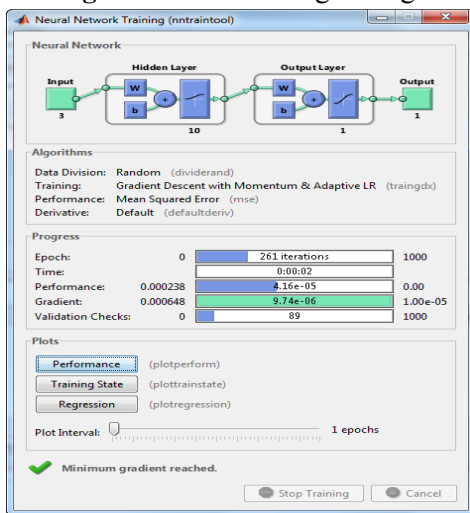 Neural Network Training (nntraintool)
Neural Network
Hidden Layer Output Layer
Input Output
W W
+ +
b b
3 1
10 1
Algorithms
Data Division: Random (dividerand)
Training: Gradient Descent with Momentum & Adaptive LR (traingdx)
Performance: Mean Squared Error (mse)
Derivative: Default (defaultderiv)
Progress
Epoch: 0 261 iterations 1000
Time: 0:00:02
Performance: 0.000238 4.16e-05 0.00
Gradient: 0.000648 9.74e-06 1.00e-05
Validation Checks: 0 89 1000
Plots
Performance (plotperform)
Training State (plottrainstate)
Regression (plotregression)
Plot Interval: 1 epochs
Minimum gradient reached.
Stop Training Cancel